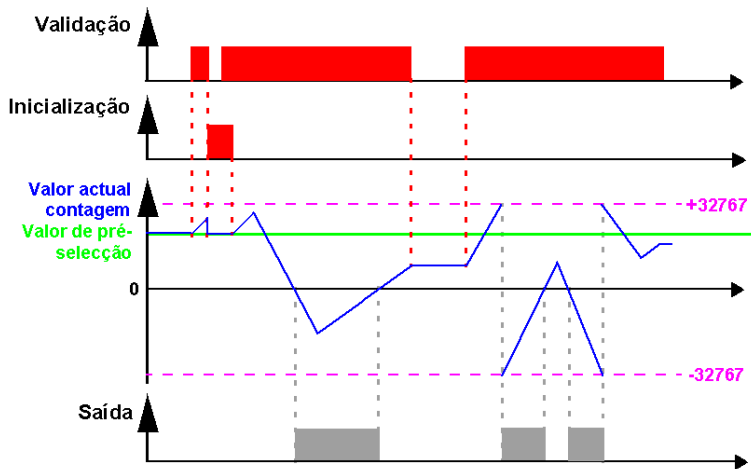 Validação
Inicialização
Valor actual
contagem
+32767
Valor de pré-
selecção
0
-32767
Saída